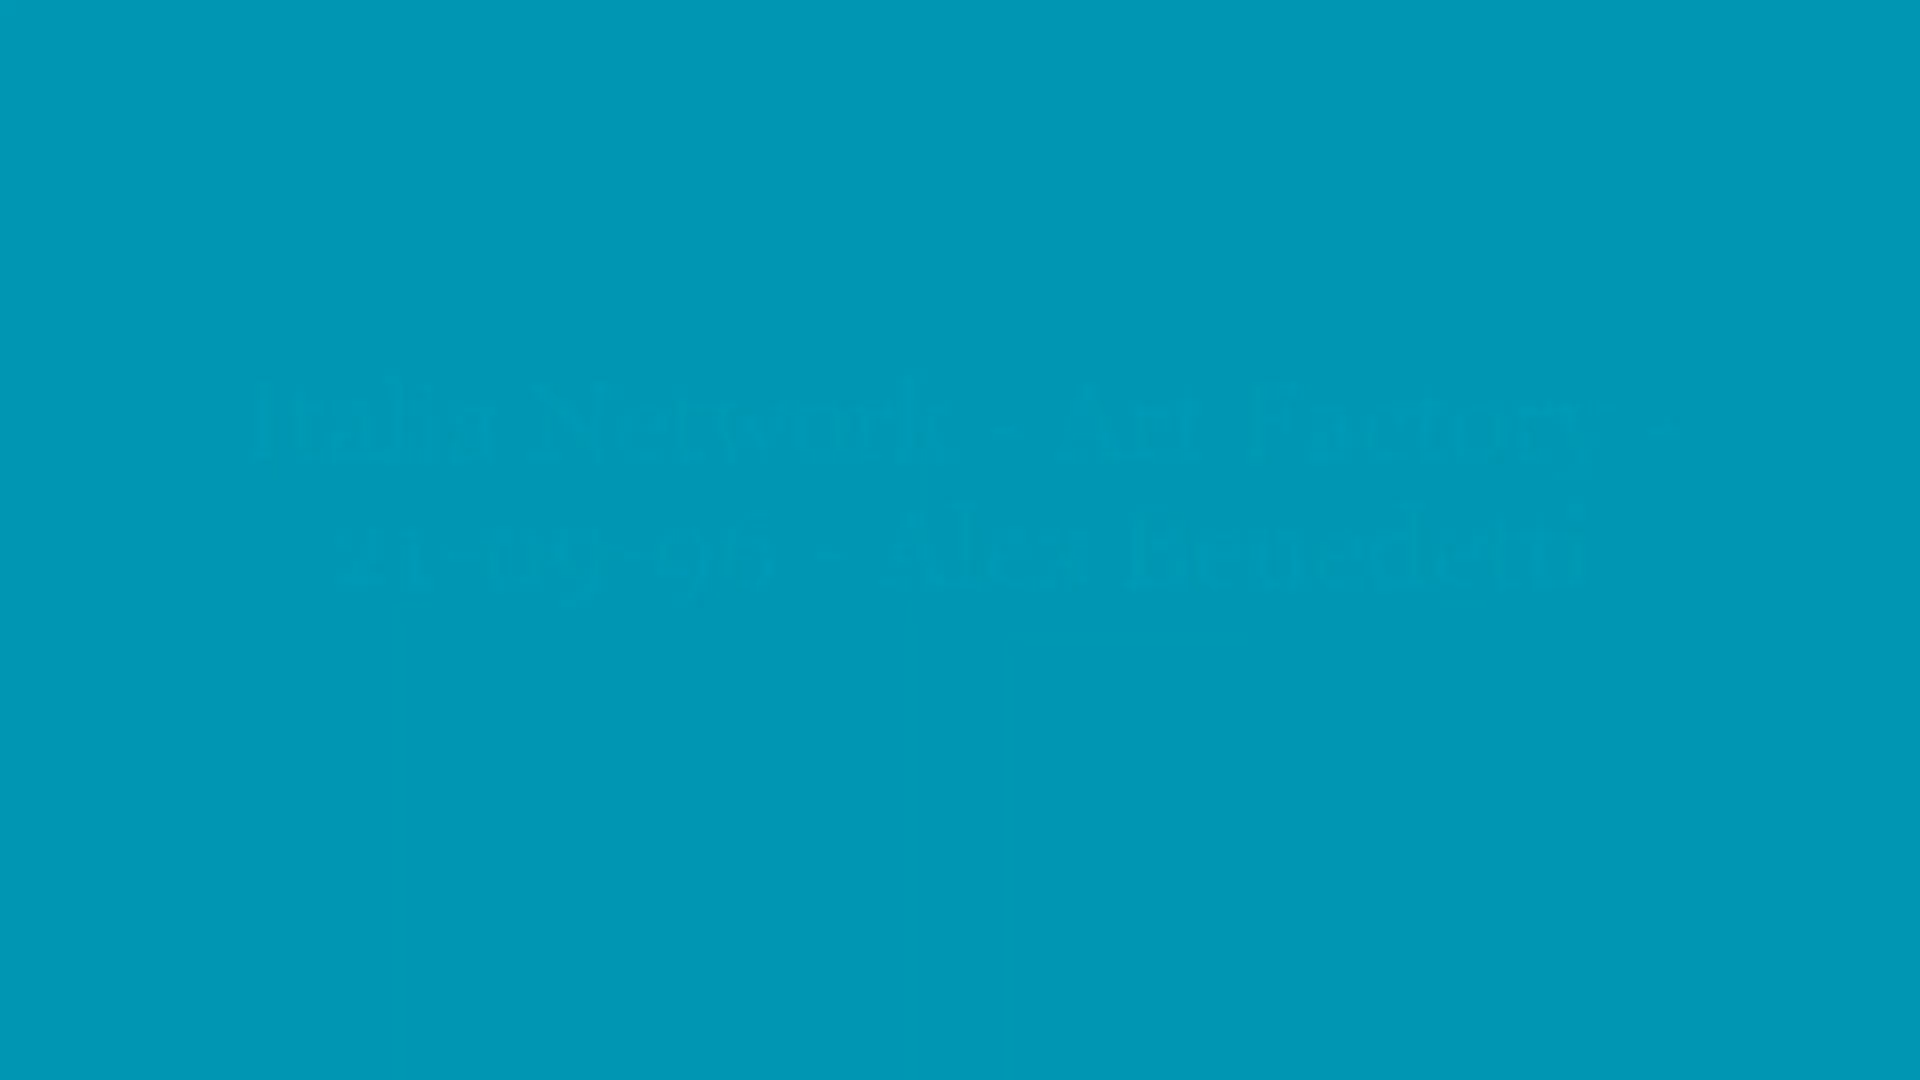 Italia Network - Art Factory -
21-09-96 - Alex Benedetti